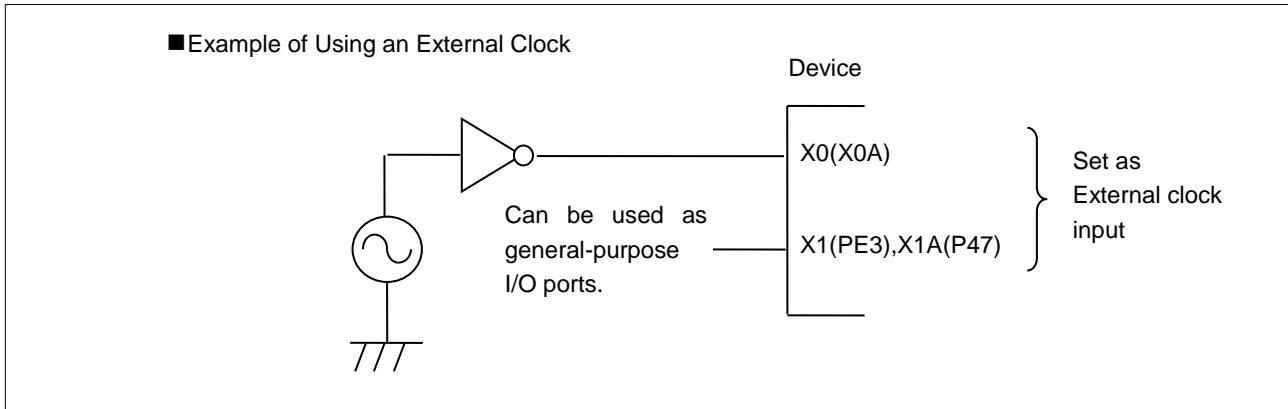 ■Example of Using an External Clock
Device
X0(X0A)
Can be used as
general-purpose
I/O ports.
X1(PE3),X1A(P47)
Set as
External clock
input